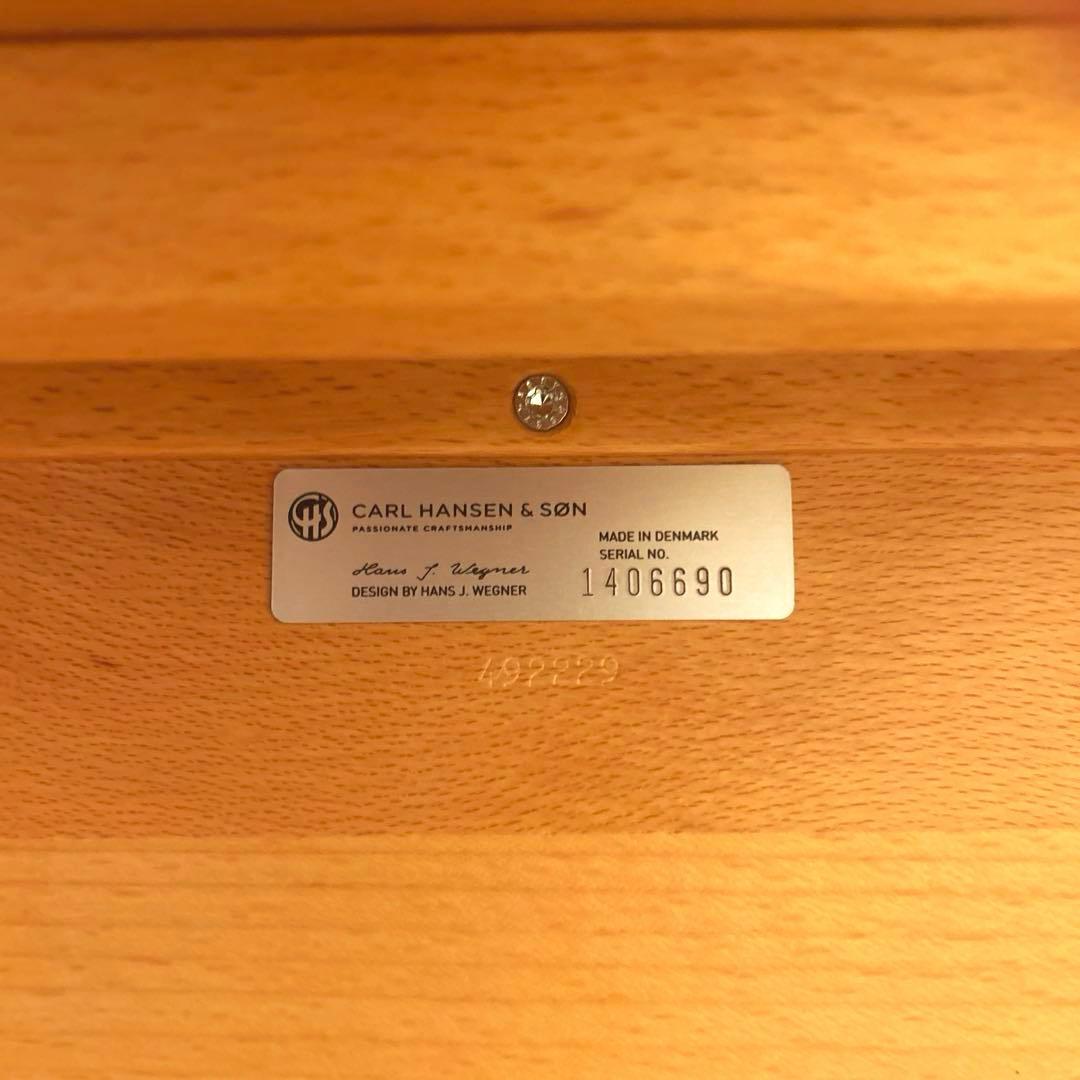 CHS
CARL HANSEN & SØN
PASSIONATE CRAFTSMANSHIP
Hans J. Wegner
DESIGN BY HANS J. WEGNER
MADE IN DENMARK
SERIAL NO.
1406690
492229